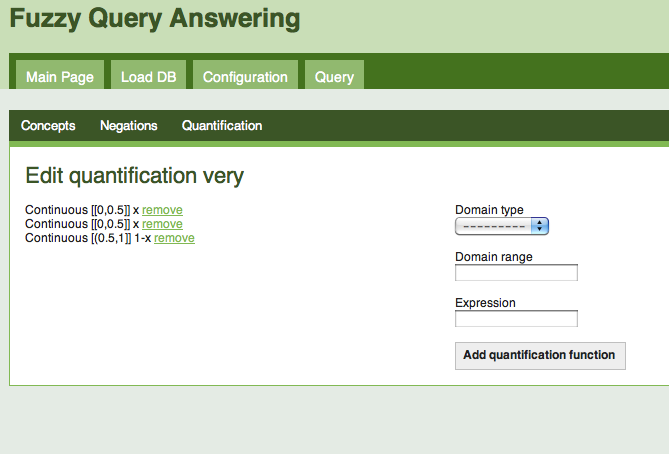 Fuzzy Query Answering
Main Page Load DB Configuration Query
Concepts Negations Quantification
Edit quantification very
Continuous [[0,0.5]] x remove
Continuous [[0,0.5]] x remove
Continuous [(0.5,1]] 1-x remove
Domain type
---------
Domain range
Expression
Add quantification function